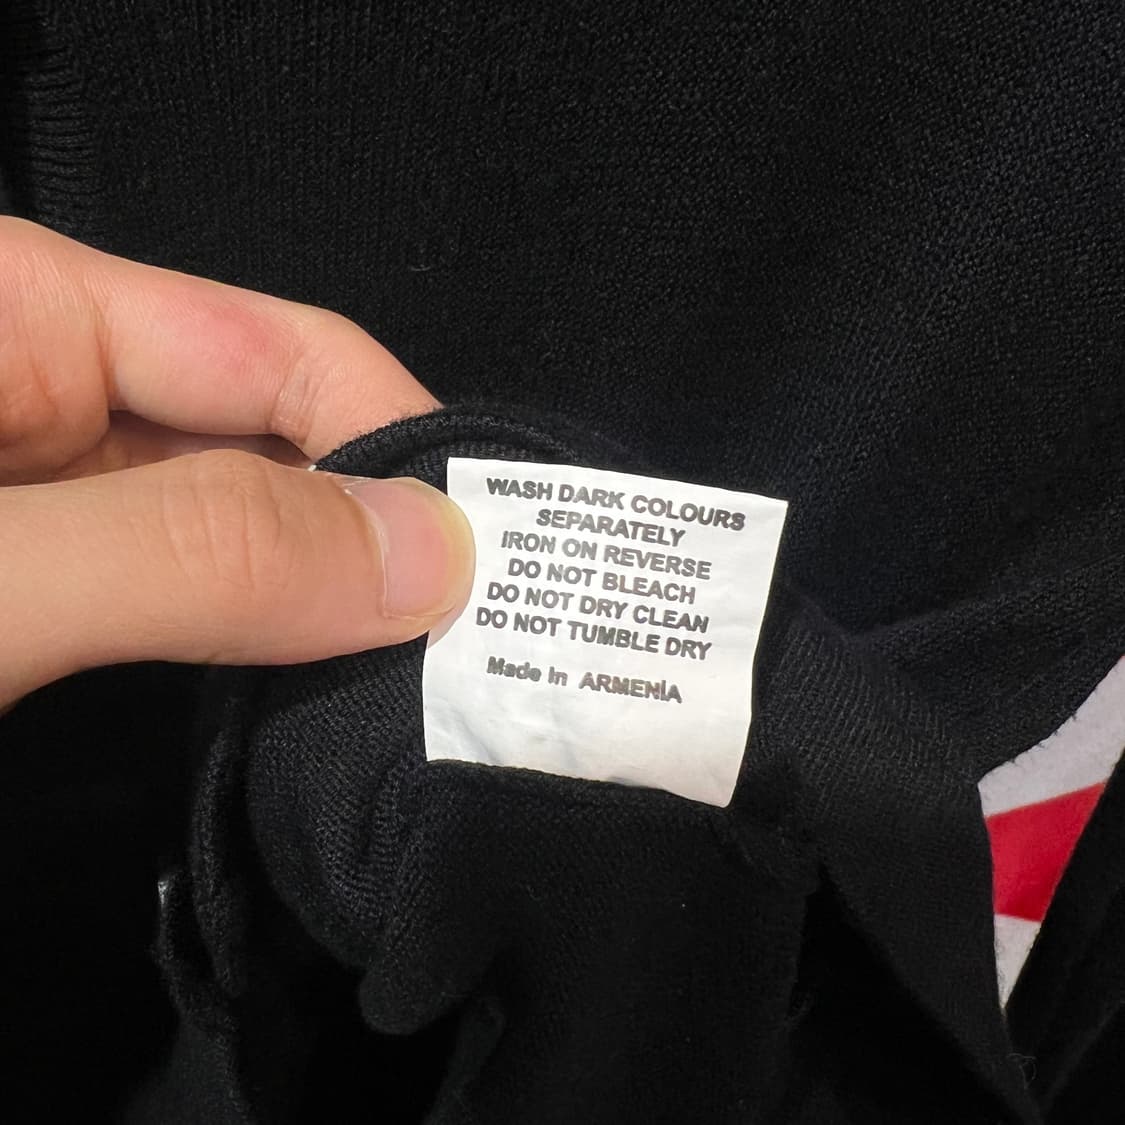 WASH DARK COLOURS
SEPARATELY
IRON ON REVERSE
DO NOT BLEACH
DO NOT DRY CLEAN
DO NOT TUMBLE DRY
Made in ARMENİA